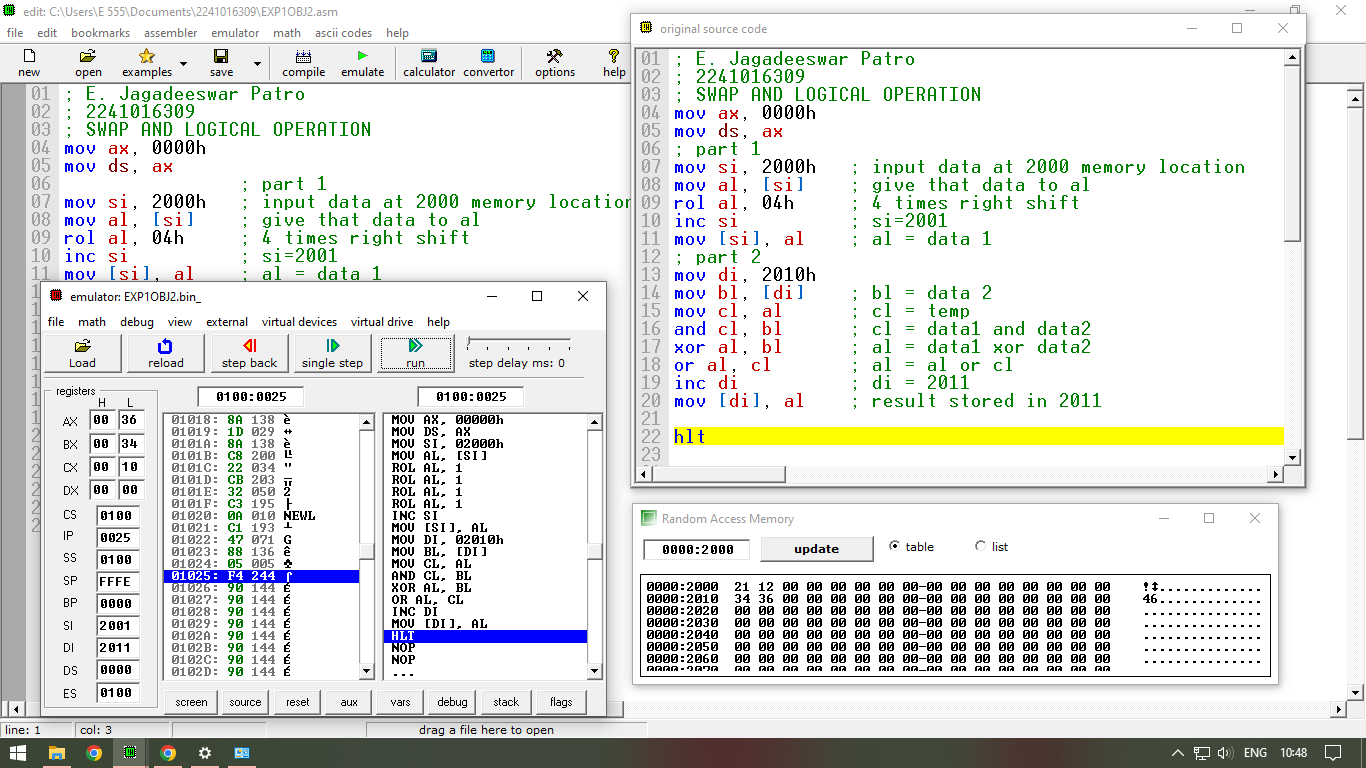 edit: C:\Users\E 555\Documents\2241016309\EXP1OBJ2.asm
file edit bookmarks assembler emulator math ascii codes help
new open examples save compile emulate calculator convertor options help
01 ; E. Jagadeeswar Patro
02 ; 2241016309
03 ; SWAP AND LOGICAL OPERATION
04 mov ax, 0000h
05 mov ds, ax
06 ; part 1
07 mov si, 2000h ; input data at 2000 memory location
08 mov al, [si] ; give that data to al
09 rol al, 04h ; 4 times right shift
10 inc si ; si=2001
11 mov [si], al ; al = data 1
original source code
01 ; E. Jagadeeswar Patro
02 ; 2241016309
03 ; SWAP AND LOGICAL OPERATION
04 mov ax, 0000h
05 mov ds, ax
06 ; part 1
07 mov si, 2000h ; input data at 2000 memory location
08 mov al, [si] ; give that data to al
09 rol al, 04h ; 4 times right shift
10 inc si ; si=2001
11 mov [si], al ; al = data 1
12 ; part 2
13 mov di, 2010h
14 mov bl, [di] ; bl = data 2
15 mov cl, al ; cl = temp
16 and cl, bl ; cl = data1 and data2
17 xor al, bl ; al = data1 xor data2
18 or al, cl ; al = al or cl
19 inc di ; di = 2011
20 mov [di], al ; result stored in 2011
21
22 hlt
23
emulator: EXP1OBJ2.bin_
file math debug view external virtual devices virtual drive help
Load reload step back single step run step delay ms: 0
registers
H L
AX 00 36
BX 00 34
CX 00 10
DX 00 00
CS 0100
IP 0025
SS 0100
SP FFFE
BP 0000
SI 2001
DI 2011
DS 0000
ES 0100
0100:0025
01018: 8A 138 è
01019: 1D 029 ↔
0101A: 8A 138 è
0101B: C8 200 ╚
0101C: 22 034 "
0101D: CB 203 ╦
0101E: 32 050 2
0101F: C3 195 ├
01020: 0A 010 NEWL
01021: C1 193 ┴
01022: 47 071 G
01023: 88 136 ê
01024: 05 005 ♣
01025: F4 244 ⌠
01026: 90 144 É
01027: 90 144 É
01028: 90 144 É
01029: 90 144 É
0102A: 90 144 É
0102B: 90 144 É
0102C: 90 144 É
0102D: 90 144 É
0100:0025
MOV AX, 00000h
MOV DS, AX
MOV SI, 02000h
MOV AL, [SI]
ROL AL, 1
ROL AL, 1
ROL AL, 1
ROL AL, 1
INC SI
MOV [SI], AL
MOV DI, 02010h
MOV BL, [DI]
MOV CL, AL
AND CL, BL
XOR AL, BL
OR AL, CL
INC DI
MOV [DI], AL
HLT
NOP
NOP
...
screen source reset aux vars debug stack flags
Random Access Memory
0000:2000 update table list
0000:2000 21 12 00 00 00 00 00 00-00 00 00 00 00 00 00 00 !↕..............
0000:2010 34 36 00 00 00 00 00 00-00 00 00 00 00 00 00 00 46..............
0000:2020 00 00 00 00 00 00 00 00-00 00 00 00 00 00 00 00 ................
0000:2030 00 00 00 00 00 00 00 00-00 00 00 00 00 00 00 00 ................
0000:2040 00 00 00 00 00 00 00 00-00 00 00 00 00 00 00 00 ................
0000:2050 00 00 00 00 00 00 00 00-00 00 00 00 00 00 00 00 ................
0000:2060 00 00 00 00 00 00 00 00-00 00 00 00 00 00 00 00 ................
line: 1 col: 3 drag a file here to open
ENG 10:48